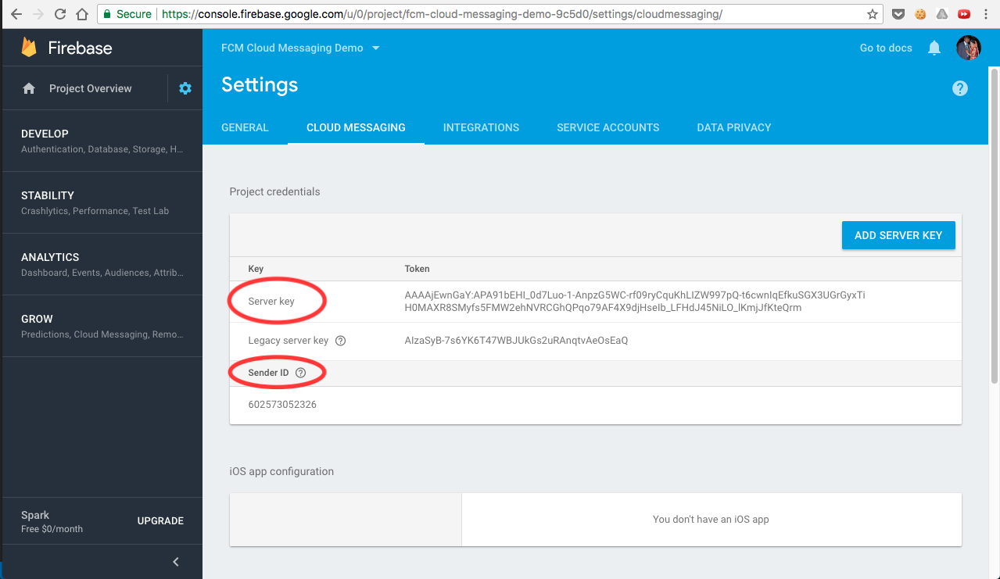 Secure https://console.firebase.google.com/u/0/project/fcm-cloud-messaging-demo-9c5d0/settings/cloudmessaging/
Firebase
FCM Cloud Messaging Demo
Go to docs
Project Overview
Settings
GENERAL CLOUD MESSAGING INTEGRATIONS SERVICE ACCOUNTS DATA PRIVACY
DEVELOP
Authentication, Database, Storage, H...
STABILITY
Crashlytics, Performance, Test Lab
ANALYTICS
Dashboard, Events, Audiences, Attrib...
GROW
Predictions, Cloud Messaging, Remo...
Spark
Free $0/month
UPGRADE
Project credentials
ADD SERVER KEY
Key Token
Server key
AAAAjEwnGaY:APA91bEHI_0d7Luo-1-AnpzG5WC-rf09ryCquKhLIZW997pQ-t6cwnIqEfkuSGX3UGrGyxTi
H0MAXR8SMyfs5FMW2ehNVRCGhQPqo79AF4X9djHseIb_LFHdJ45NiLO_lKmjJfKteQrm
Legacy server key ? AIzaSyB-7s6YK6T47WBJUkGs2uRAnqtvAeOsEaQ
Sender ID ?
602573052326
iOS app configuration
You don't have an iOS app